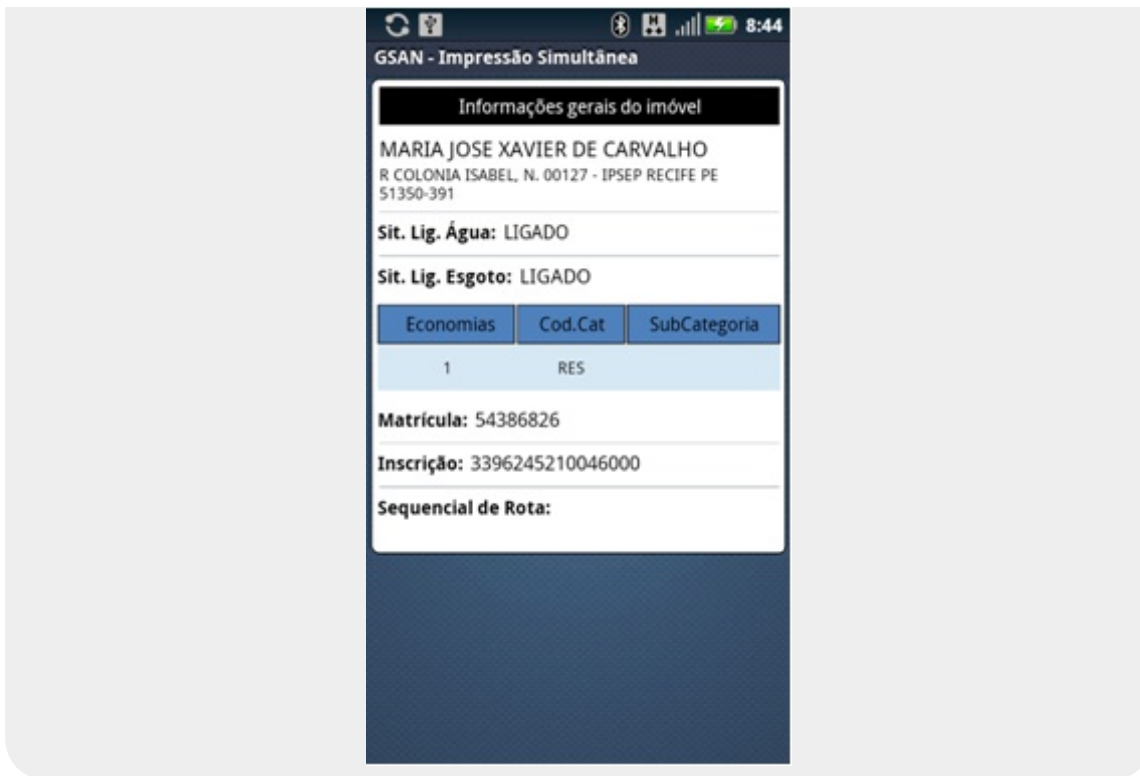 8:44
GSAN - Impressão Simultânea
Informações gerais do imóvel
MARIA JOSE XAVIER DE CARVALHO
R COLONIA ISABEL, N. 00127 - IPSEP RECIFE PE
51350-391
Sit. Lig. Água: LIGADO
Sit. Lig. Esgoto: LIGADO
Economias Cod.Cat SubCategoria
1 RES
Matrícula: 54386826
Inscrição: 3396245210046000
Sequencial de Rota: